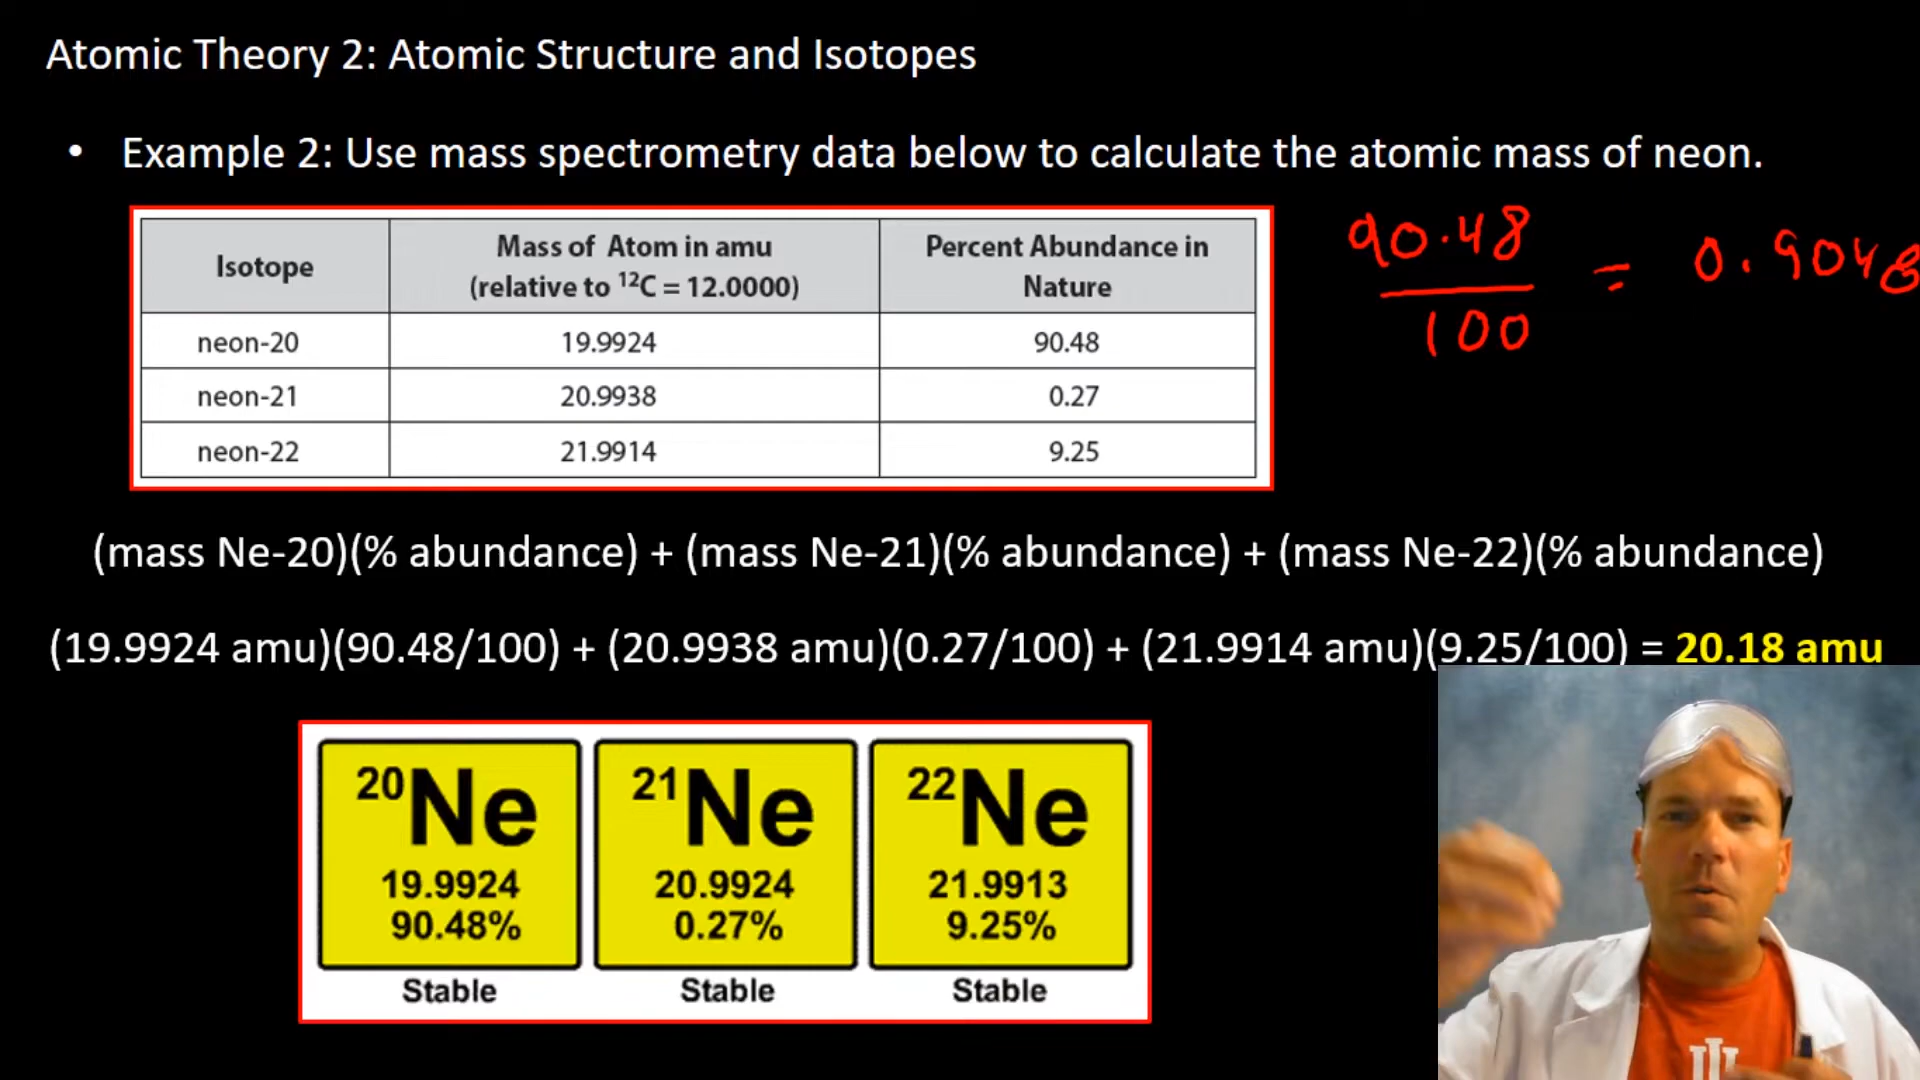 Atomic Theory 2: Atomic Structure and Isotopes
• Example 2: Use mass spectrometry data below to calculate the atomic mass of neon.
Isotope
Mass of Atom in amu
(relative to ¹²C = 12.0000)
Percent Abundance in
Nature
neon-20 19.9924 90.48
neon-21 20.9938 0.27
neon-22 21.9914 9.25
90.48
100
= 0.9048
(mass Ne-20)(% abundance) + (mass Ne-21)(% abundance) + (mass Ne-22)(% abundance)
(19.9924 amu)(90.48/100) + (20.9938 amu)(0.27/100) + (21.9914 amu)(9.25/100) = 20.18 amu
²⁰Ne
19.9924
90.48%
Stable
²¹Ne
20.9924
0.27%
Stable
²²Ne
21.9913
9.25%
Stable